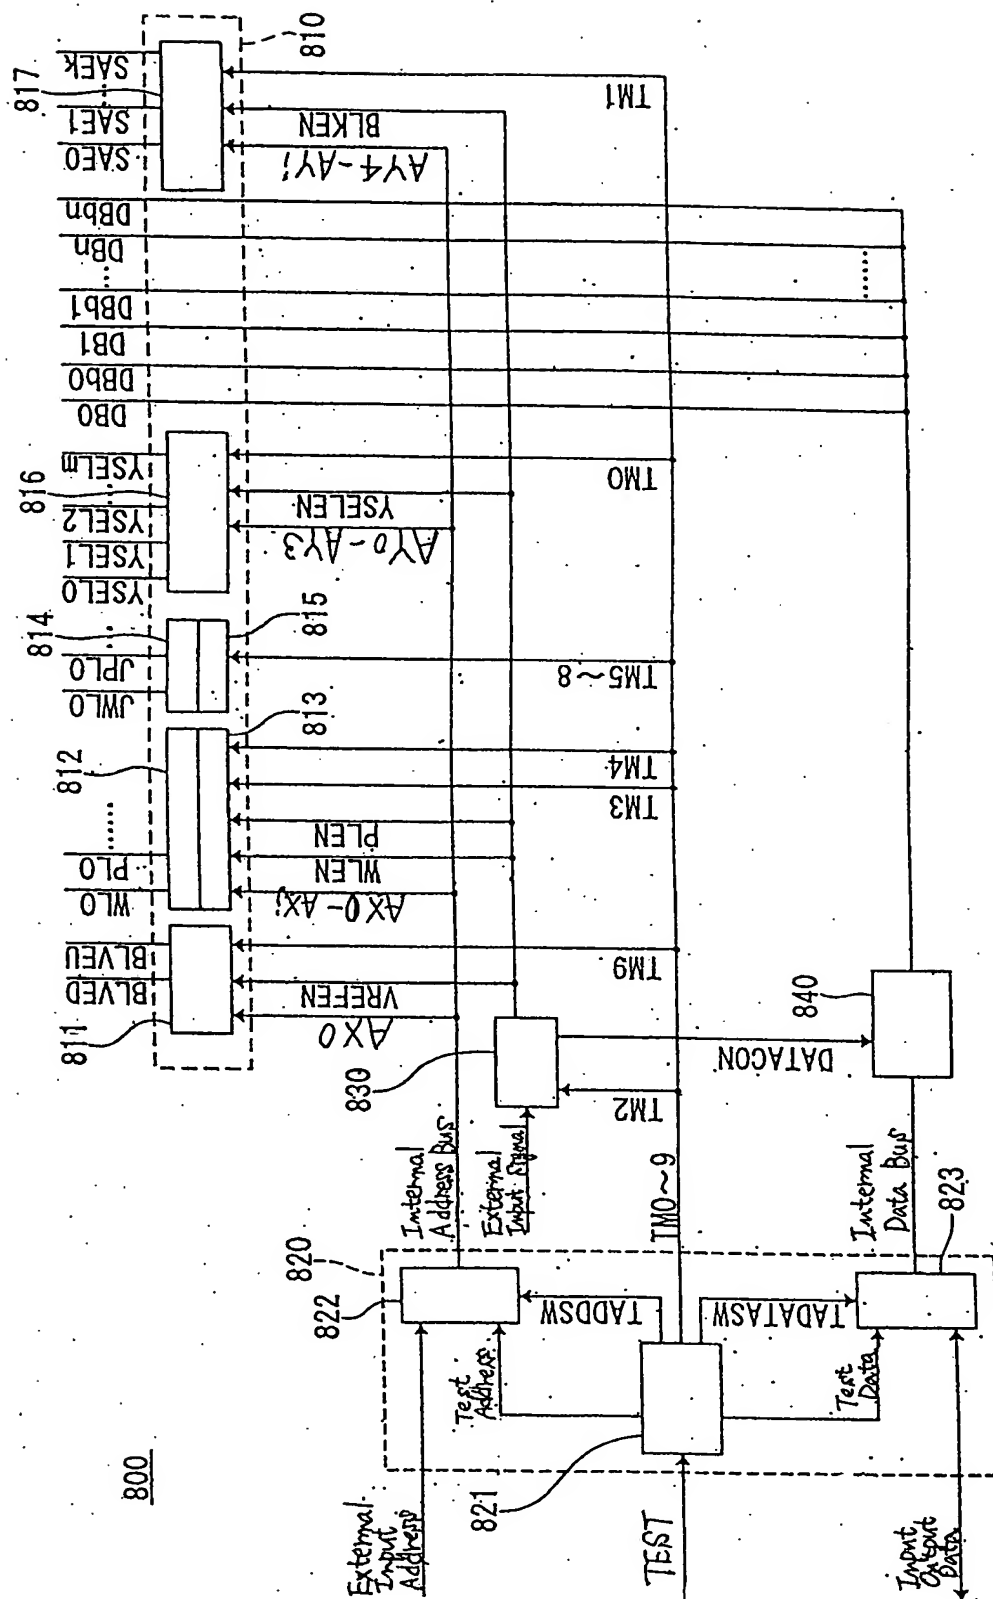 800
External
Input
Address
TEST
Input
Output
Data
821
822
820
Test
Address
TADDSW
TADATASW
Test
Data
823
Internal
Address Bus
External
Input Signal
TM0~9
Internal
Data Bus
830
TM2
DATACON
840
811
812
813
814
815
816
817
810
BLVED
BLVEU
WL0
PL0
......
JWL0
JPL0
...
YSEL0
YSEL1
YSEL2
...
YSELm
DB0
DBb0
DB1
DBb1
...
DBn
DBbn
SAE0
SAE1
...
SAEk
AX0
VREFEN
TM9
AX0-AXj
WLEN
PLEN
TM3
TM4
TM5~8
AY0-AY3
YSELEN
TM0
......
AY4-AYi
BLKEN
TM1